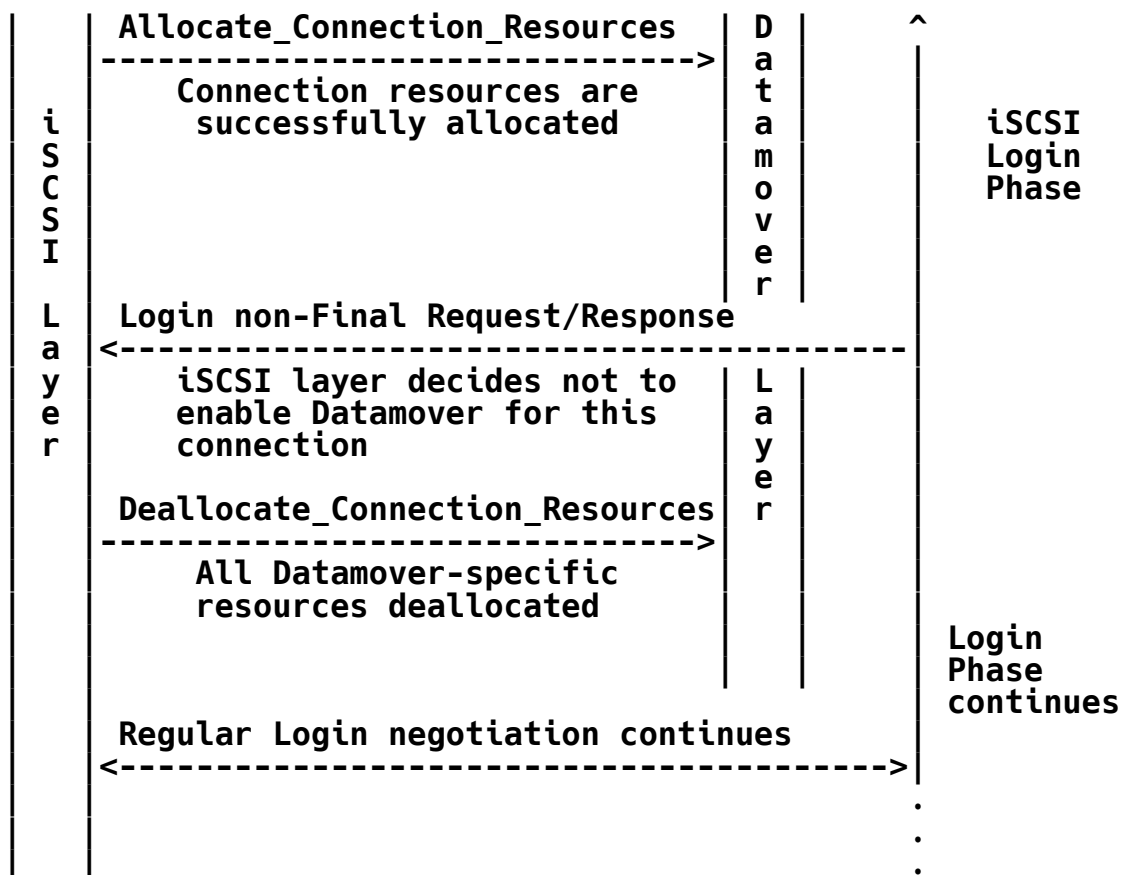 iSCSI Layer
Allocate_Connection_Resources
Connection resources are
successfully allocated
Datamover Layer
iSCSI
Login
Phase
Login non-Final Request/Response
iSCSI layer decides not to
enable Datamover for this
connection
Deallocate_Connection_Resources
All Datamover-specific
resources deallocated
Login
Phase
continues
Regular Login negotiation continues